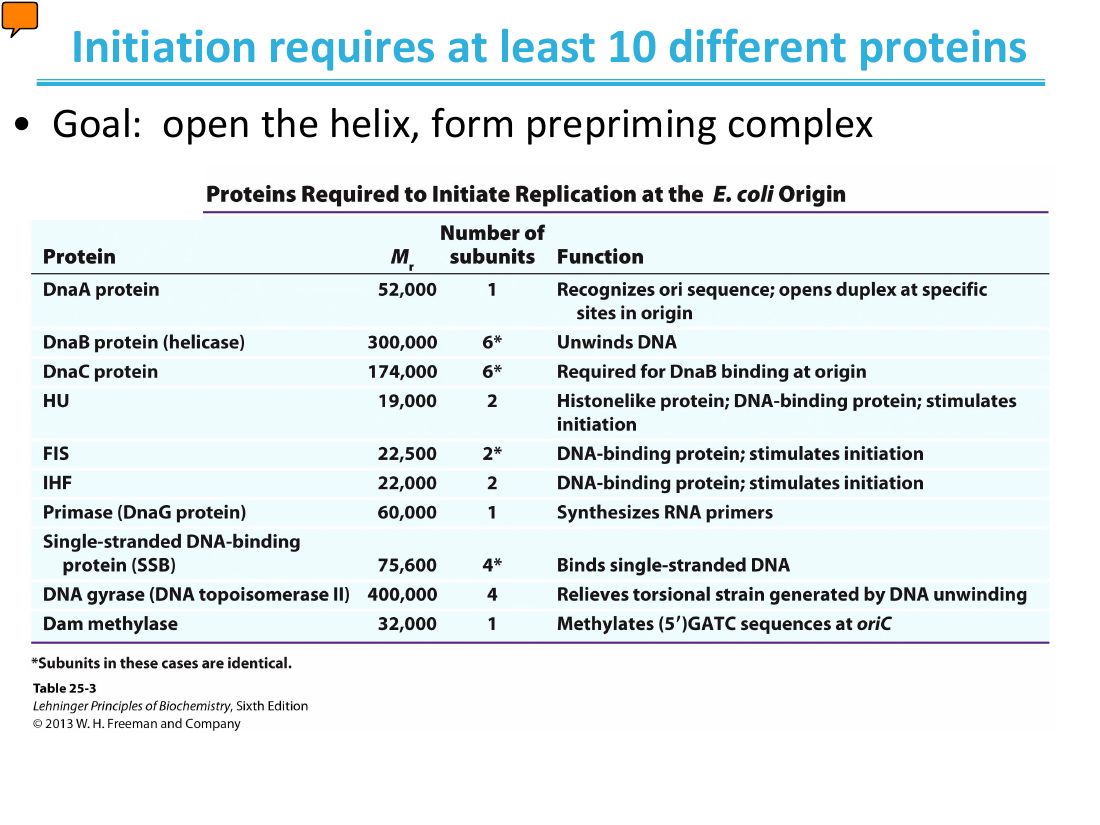 Initiation requires at least 10 different proteins
• Goal:  open the helix, form prepriming complex
Proteins Required to Initiate Replication at the E. coli Origin
Protein Mr Number of subunits Function
DnaA protein 52,000 1 Recognizes ori sequence; opens duplex at specific
sites in origin
DnaB protein (helicase) 300,000 6* Unwinds DNA
DnaC protein 174,000 6* Required for DnaB binding at origin
HU 19,000 2 Histonelike protein; DNA-binding protein; stimulates
initiation
FIS 22,500 2* DNA-binding protein; stimulates initiation
IHF 22,000 2 DNA-binding protein; stimulates initiation
Primase (DnaG protein) 60,000 1 Synthesizes RNA primers
Single-stranded DNA-binding
protein (SSB) 75,600 4* Binds single-stranded DNA
DNA gyrase (DNA topoisomerase II) 400,000 4 Relieves torsional strain generated by DNA unwinding
Dam methylase 32,000 1 Methylates (5′)GATC sequences at oriC
*Subunits in these cases are identical.
Table 25-3
Lehninger Principles of Biochemistry, Sixth Edition
© 2013 W. H. Freeman and Company